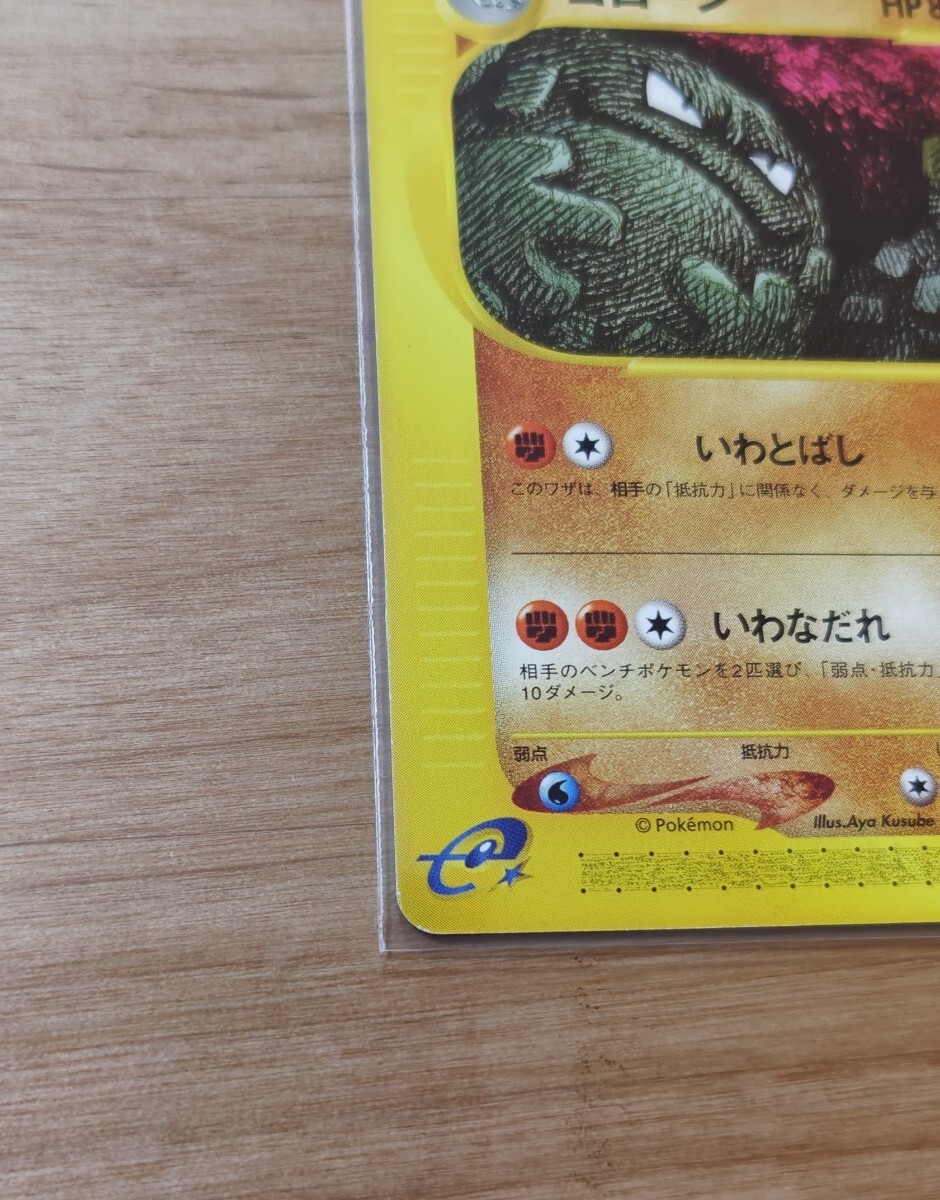 HP8
いわとばし
このワザは、相手の「抵抗力」に関係なく、ダメージを与
いわなだれ
相手のベンチポケモンを2匹選び、「弱点・抵抗力」
10ダメージ。
弱点 抵抗力
© Pokémon Illus.Aya Kusube
e